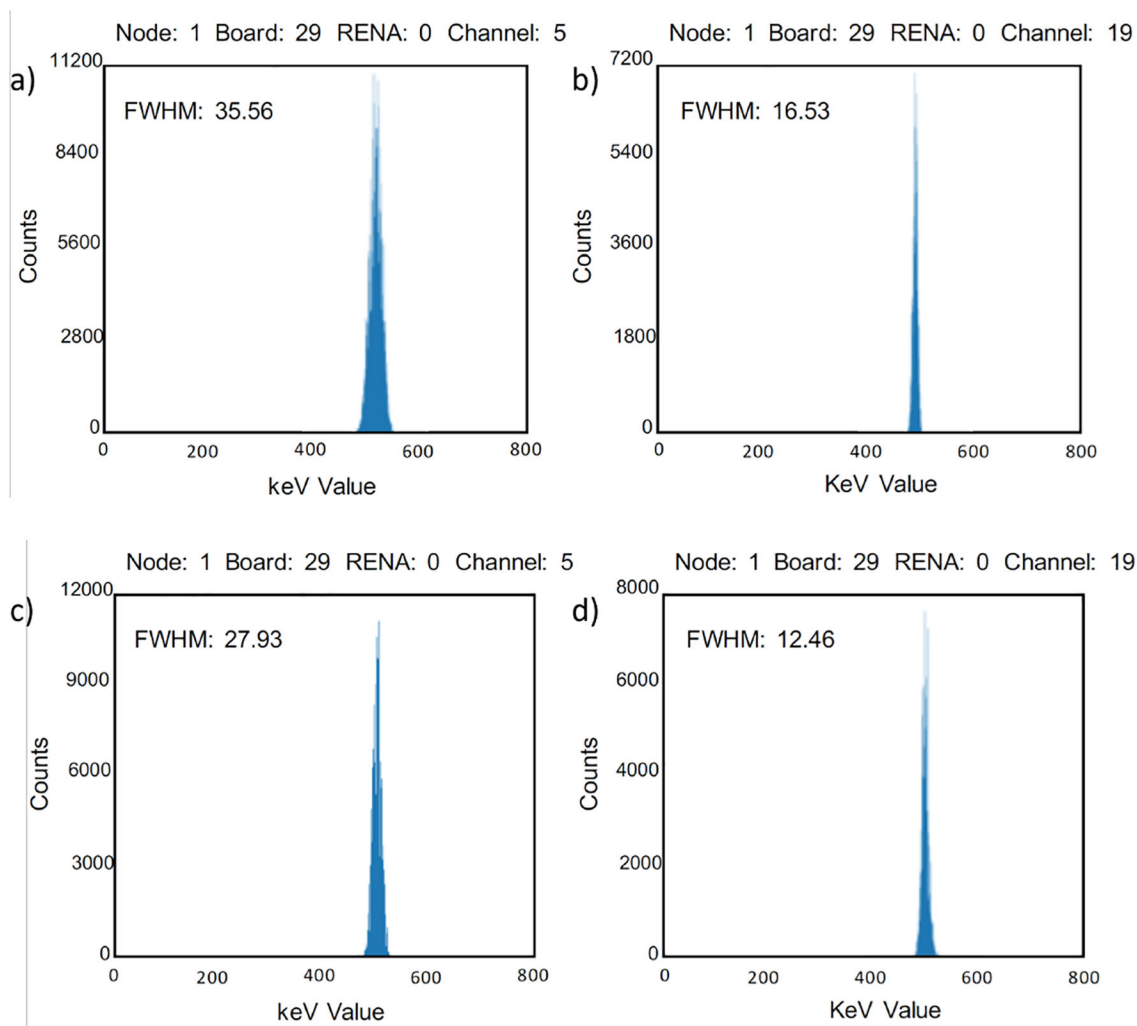 Node: 1 Board: 29 RENA: 0 Channel: 5
a)
11200
FWHM: 35.56
8400
5600
2800
0
Counts
0 200 400 600 800
keV Value
Node: 1 Board: 29 RENA: 0 Channel: 19
b)
7200
FWHM: 16.53
5400
3600
1800
0
Counts
0 200 400 600 800
KeV Value
Node: 1 Board: 29 RENA: 0 Channel: 5
c)
12000
FWHM: 27.93
9000
6000
3000
0
Counts
0 200 400 600 800
keV Value
Node: 1 Board: 29 RENA: 0 Channel: 19
d)
8000
FWHM: 12.46
6000
4000
2000
0
Counts
0 200 400 600 800
KeV Value